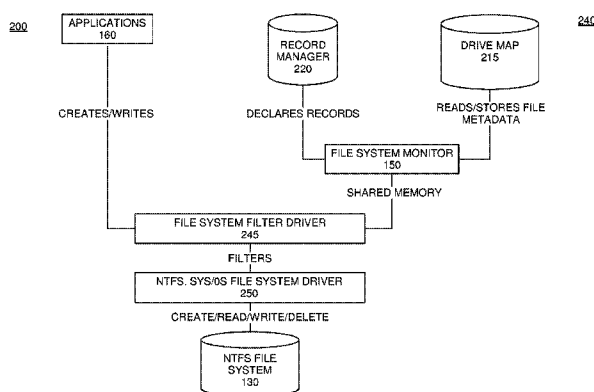 200
APPLICATIONS
160
RECORD
MANAGER
220
DRIVE MAP
215
240
CREATES/WRITES
DECLARES RECORDS
READS/STORES FILE
METADATA
FILE SYSTEM MONITOR
150
SHARED MEMORY
FILE SYSTEM FILTER DRIVER
245
FILTERS
NTFS. SYS/0S FILE SYSTEM DRIVER
250
CREATE/READ/WRITE/DELETE
NTFS FILE
SYSTEM
130